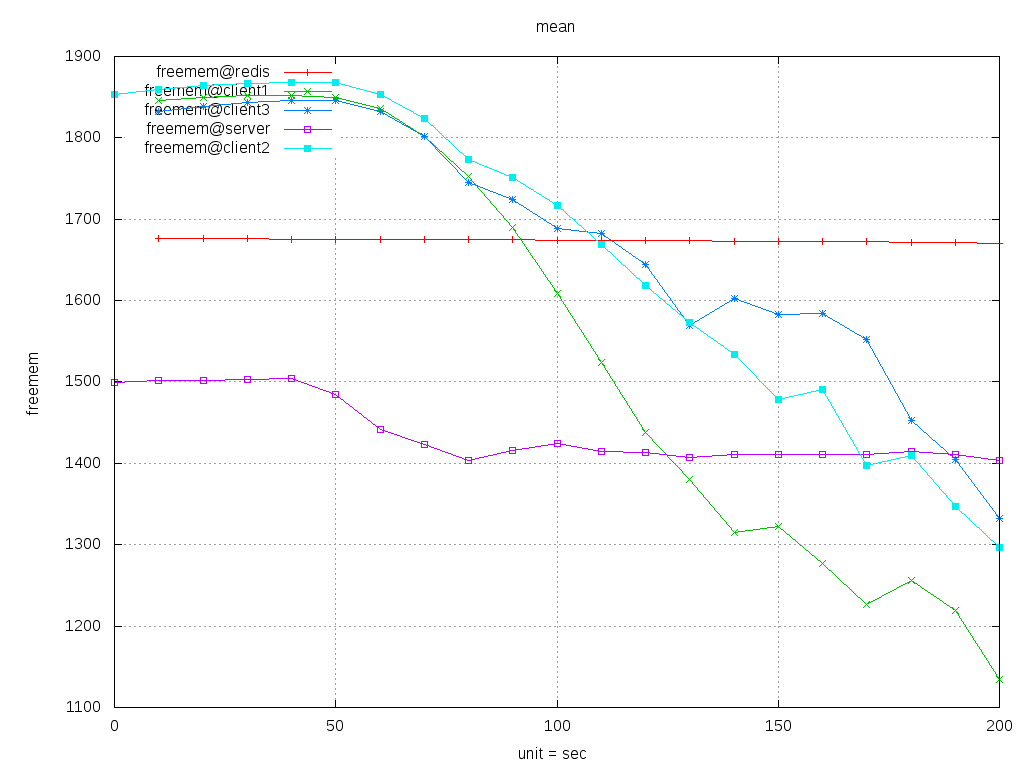 mean
freemem
1900
1800
1700
1600
1500
1400
1300
1200
1100
freemem@redis
freemem@client1
freemem@client3
freemem@server
freemem@client2
0
50
100
150
200
unit = sec